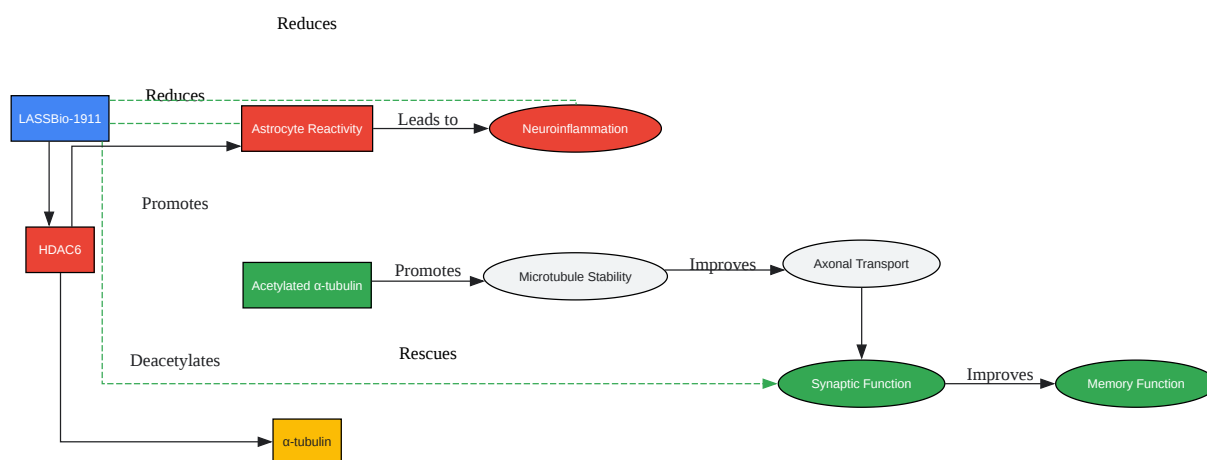 Reduces
Reduces
LASSBio-1911
Astrocyte Reactivity
Leads to
Neuroinflammation
Promotes
HDAC6
Acetylated α-tubulin
Promotes
Microtubule Stability
Improves
Axonal Transport
Deacetylates
Rescues
Synaptic Function
Improves
Memory Function
α-tubulin